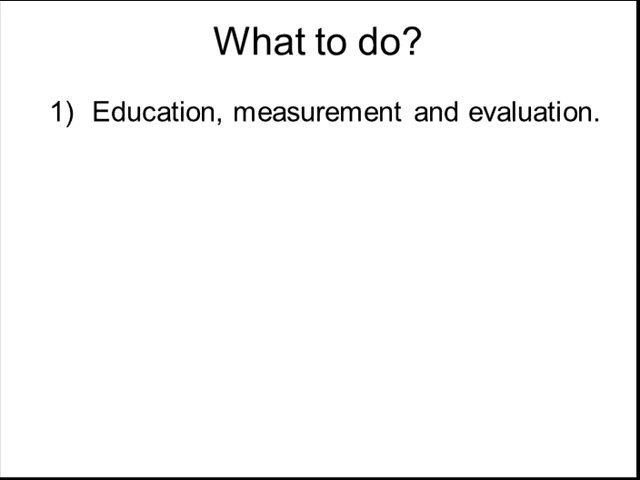 What to do?
1) Education, measurement and evaluation.